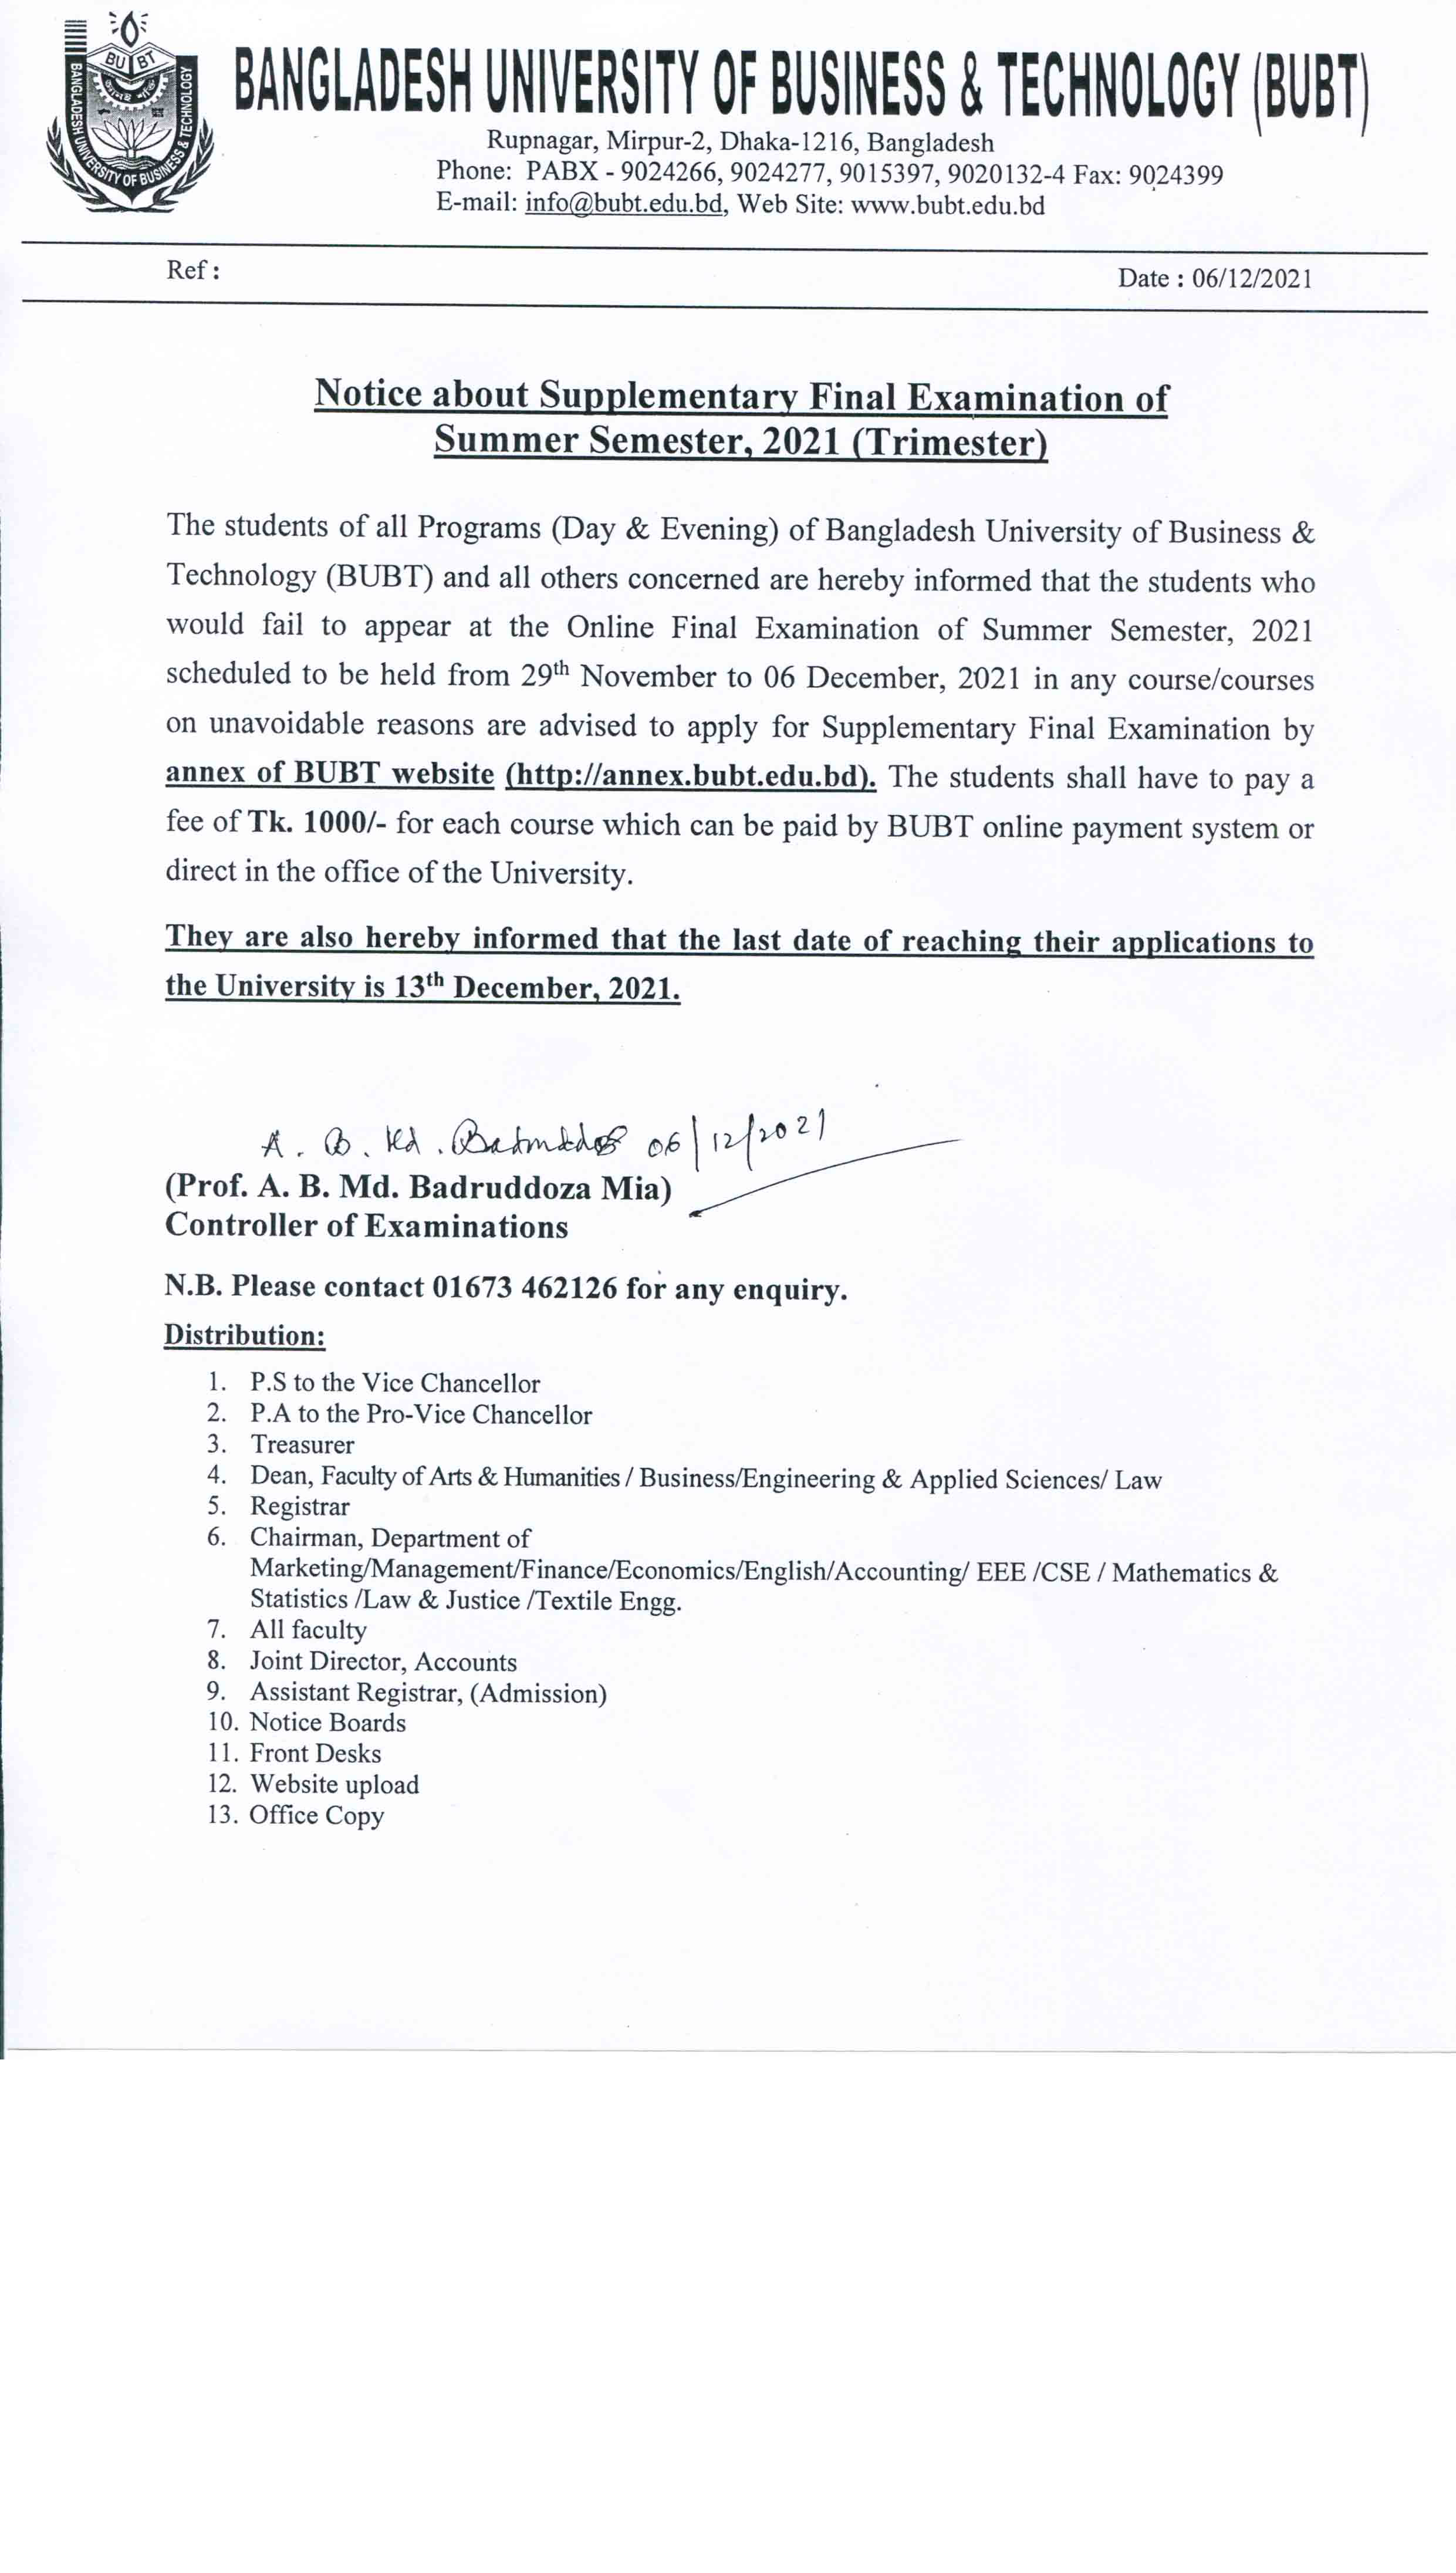 BU BT
BANGLADESH UNIVERSITY OF BUSINESS & TECHNOLOGY
BANGLADESH UNIVERSITY OF BUSINESS & TECHNOLOGY (BUBT)
Rupnagar, Mirpur-2, Dhaka-1216, Bangladesh
Phone: PABX - 9024266, 9024277, 9015397, 9020132-4 Fax: 9024399
E-mail: info@bubt.edu.bd, Web Site: www.bubt.edu.bd
Ref : Date : 06/12/2021
Notice about Supplementary Final Examination of
Summer Semester, 2021 (Trimester)
The students of all Programs (Day & Evening) of Bangladesh University of Business &
Technology (BUBT) and all others concerned are hereby informed that the students who
would fail to appear at the Online Final Examination of Summer Semester, 2021
scheduled to be held from 29th November to 06 December, 2021 in any course/courses
on unavoidable reasons are advised to apply for Supplementary Final Examination by
annex of BUBT website (http://annex.bubt.edu.bd). The students shall have to pay a
fee of Tk. 1000/- for each course which can be paid by BUBT online payment system or
direct in the office of the University.
They are also hereby informed that the last date of reaching their applications to
the University is 13th December, 2021.
A. B. Md. Badruddoza 06/12/2021
(Prof. A. B. Md. Badruddoza Mia)
Controller of Examinations
N.B. Please contact 01673 462126 for any enquiry.
Distribution:
1. P.S to the Vice Chancellor
2. P.A to the Pro-Vice Chancellor
3. Treasurer
4. Dean, Faculty of Arts & Humanities / Business/Engineering & Applied Sciences/ Law
5. Registrar
6. Chairman, Department of
Marketing/Management/Finance/Economics/English/Accounting/ EEE /CSE / Mathematics &
Statistics /Law & Justice /Textile Engg.
7. All faculty
8. Joint Director, Accounts
9. Assistant Registrar, (Admission)
10. Notice Boards
11. Front Desks
12. Website upload
13. Office Copy